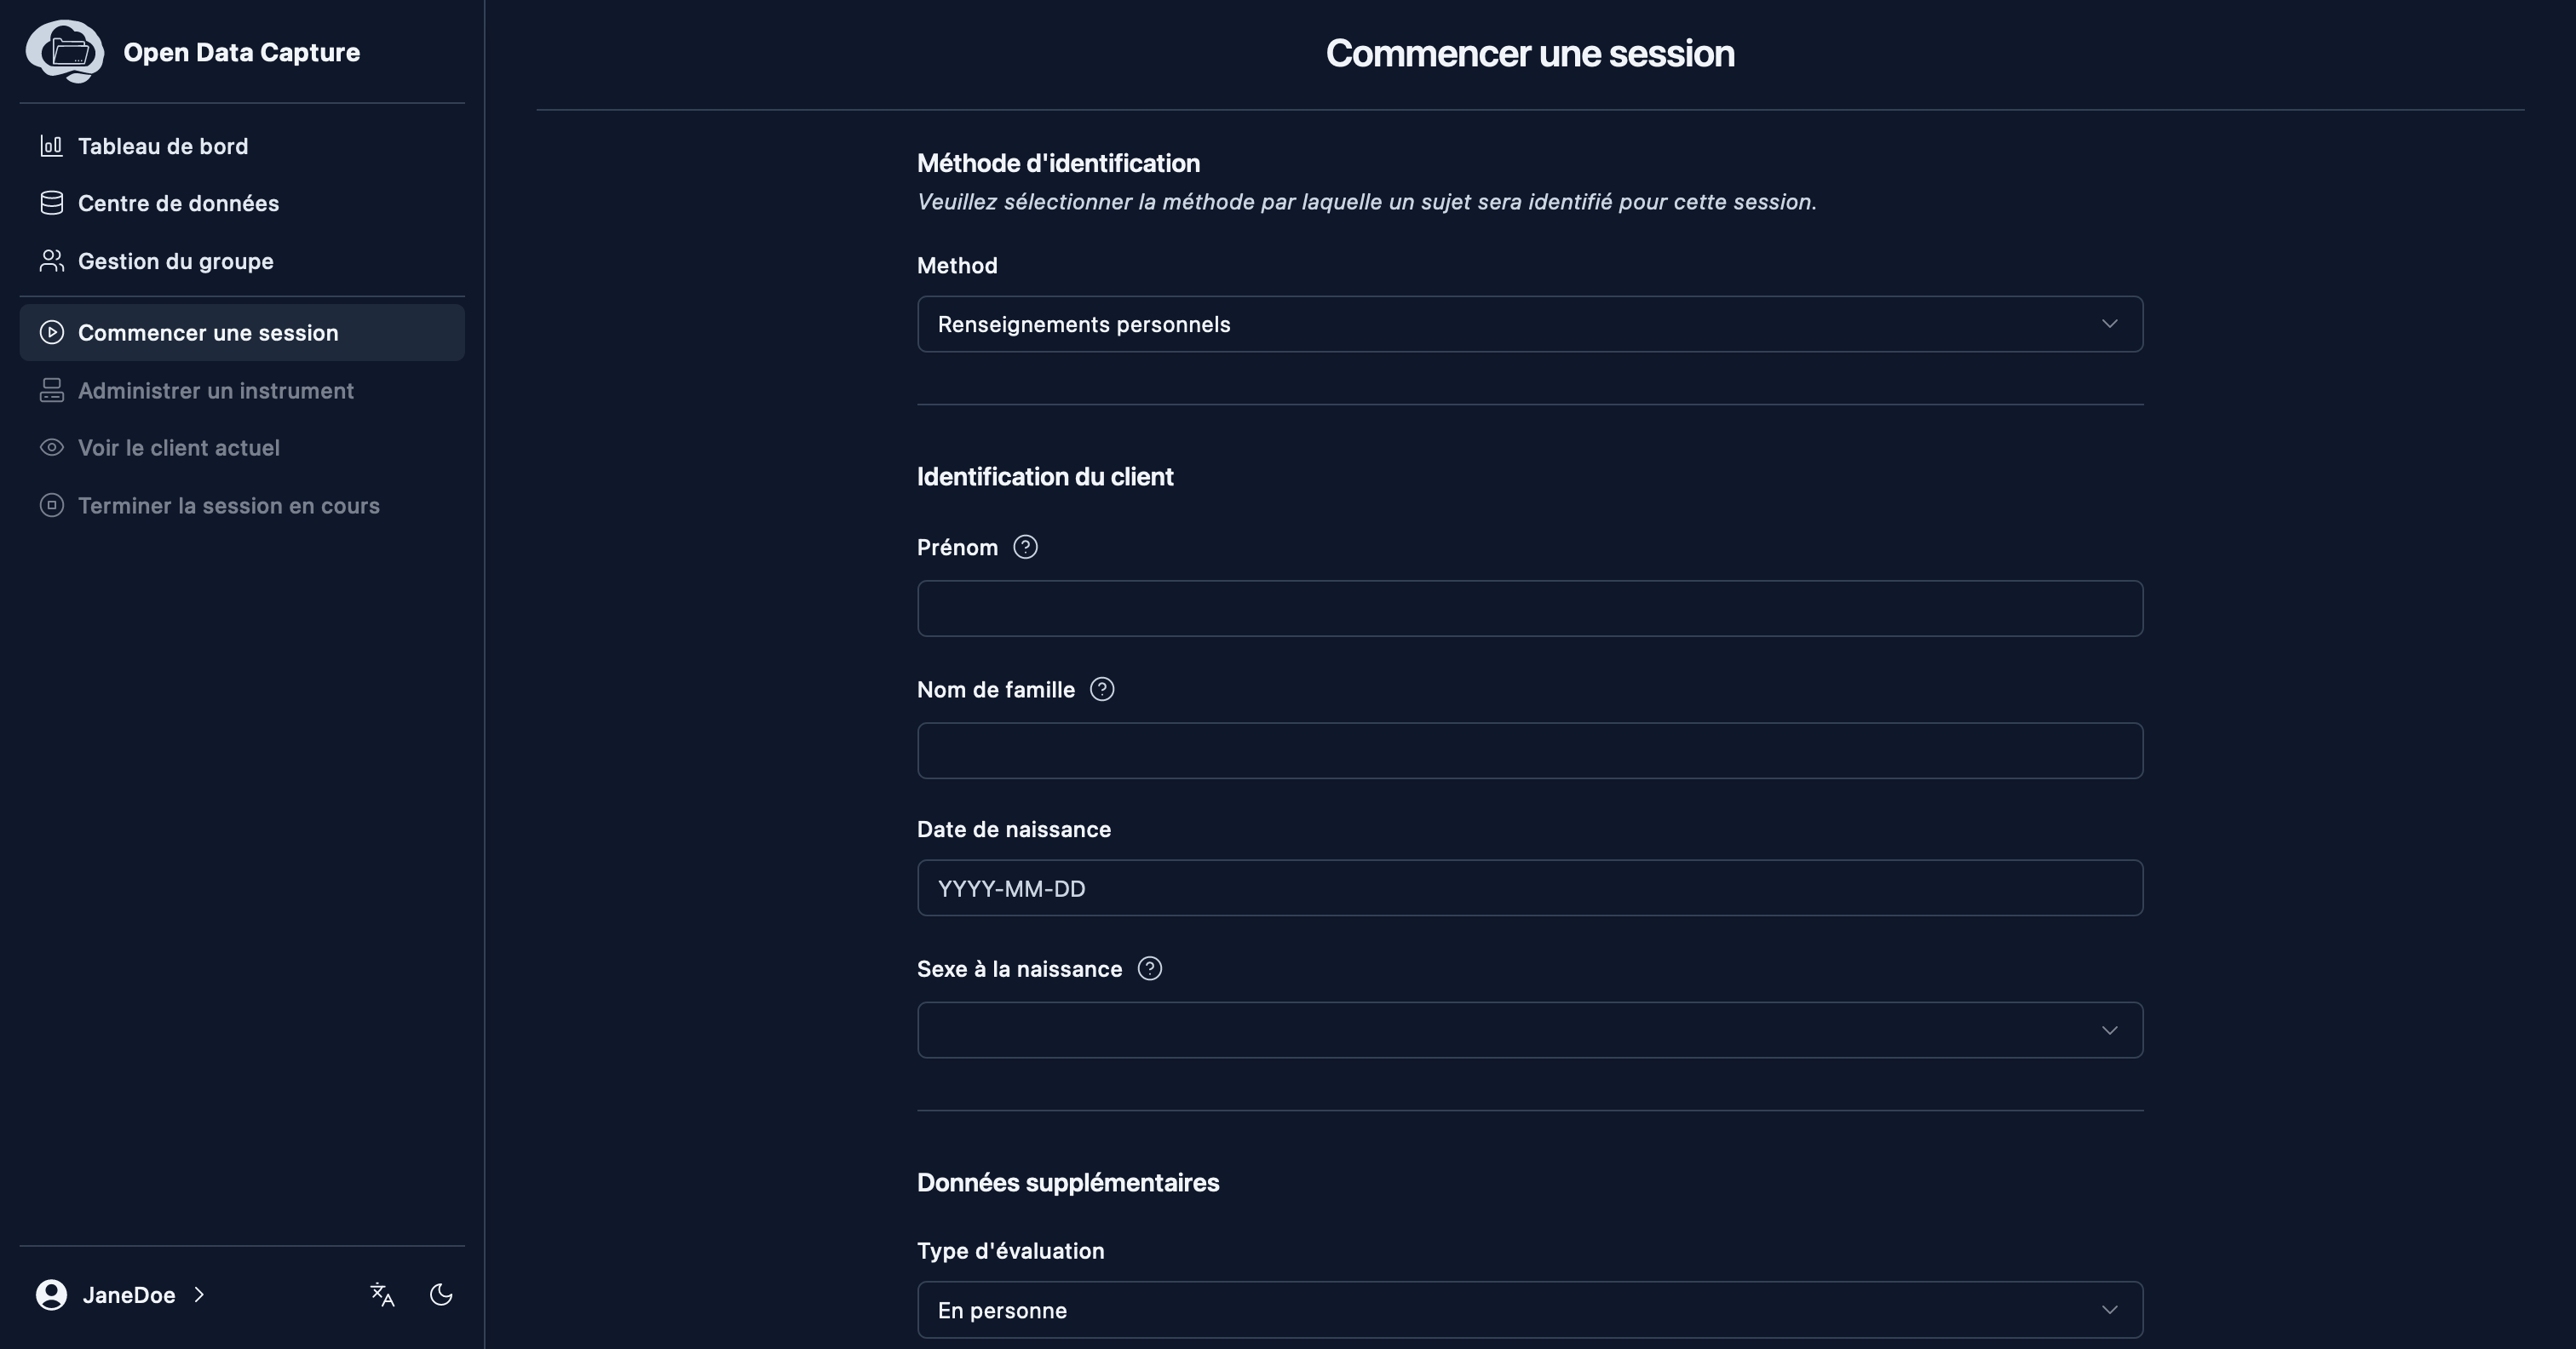 Open Data Capture
Tableau de bord
Centre de données
Gestion du groupe
Commencer une session
Administrer un instrument
Voir le client actuel
Terminer la session en cours
JaneDoe
Commencer une session
Méthode d'identification
Veuillez sélectionner la méthode par laquelle un sujet sera identifié pour cette session.
Method
Renseignements personnels
Identification du client
Prénom
Nom de famille
Date de naissance
YYYY-MM-DD
Sexe à la naissance
Données supplémentaires
Type d'évaluation
En personne